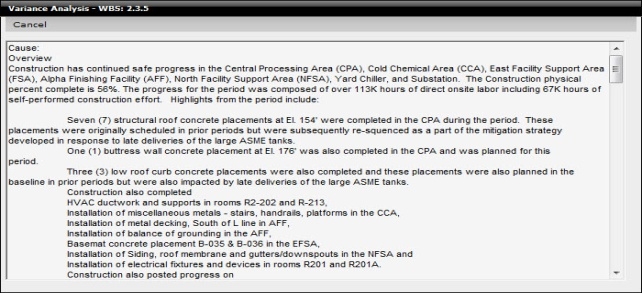 Variance Analysis - WBS: 2.3.5
Cancel
Cause:
Overview
Construction has continued safe progress in the Central Processing Area (CPA), Cold Chemical Area (CCA), East Facility Support Area
(FSA), Alpha Finishing Facility (AFF), North Facility Support Area (NFSA), Yard Chiller, and Substation.  The Construction physical
percent complete is 56%. The progress for the period was composed of over 113K hours of direct onsite labor including 67K hours of
self-performed construction effort.   Highlights from the period include:
Seven (7) structural roof concrete placements at El. 154' were completed in the CPA during the period.  These
placements were originally scheduled in prior periods but were subsequently re-squenced as a part of the mitigation strategy
developed in response to late deliveries of the large ASME tanks.
One (1) buttress wall concrete placement at El. 176' was also completed in the CPA and was planned for this
period.
Three (3) low roof curb concrete placements were also completed and these placements were also planned in the
baseline in prior periods but were also impacted by late deliveries of the large ASME tanks.
Construction also completed
HVAC ductwork and supports in rooms R2-202 and R-213,
Installation of miscellaneous metals - stairs, handrails, platforms in the CCA,
Installation of metal decking, South of L line in AFF,
Installation of balance of grounding in the AFF,
Basemat concrete placement B-035 & B-036 in the EFSA,
Installation of Siding, roof membrane and gutters/downspouts in the NFSA and
Installation of electrical fixtures and devices in rooms R201 and R201A.
Construction also posted progress on